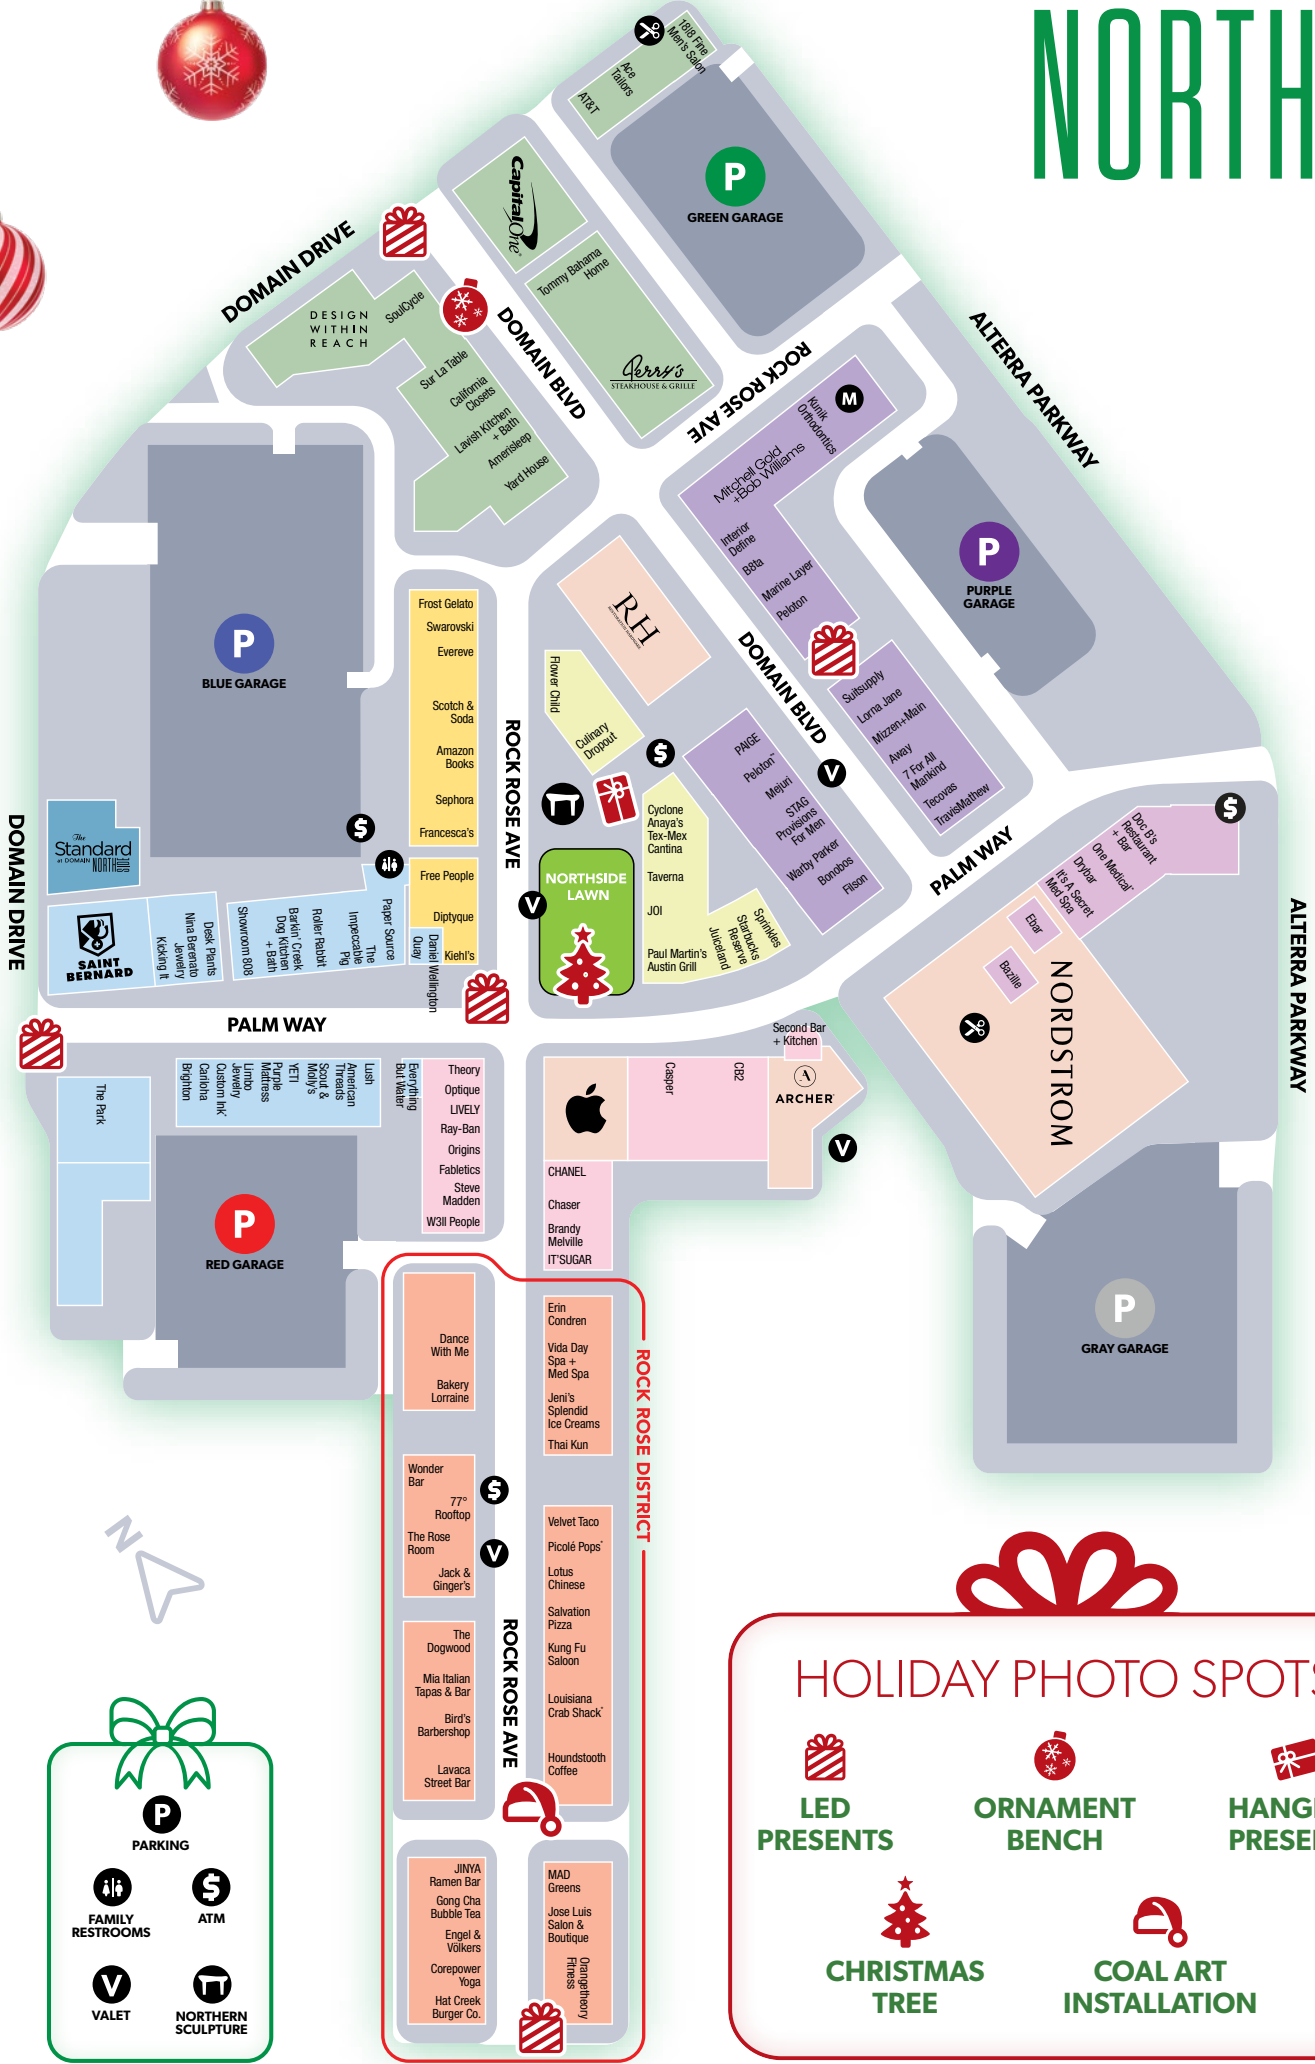 NORTH
1818 Fine
Men's Salon
Ace
Tailors
AT&T
P
GREEN GARAGE
Capital One
Tommy Bahama
Home
Perry's
STEAKHOUSE & GRILLE
DOMAIN DRIVE
DESIGN
WITHIN
REACH
SoulCycle
Sur La Table
California
Closets
Lavish Kitchen
+ Bath
Amerisleep
Yard House
DOMAIN BLVD
ROCK ROSE AVE
ALTERRA PARKWAY
Kunik
Orthodontics
M
Mitchell Gold
+Bob Williams
Interior
Define
B8ta
Marine Layer
Peloton
P
PURPLE
GARAGE
P
BLUE GARAGE
Frost Gelato
Swarovski
Evereve
Scotch &
Soda
Amazon
Books
Sephora
Francesca's
Free People
Diptyque
Kiehl's
ROCK ROSE AVE
RH
Flower Child
Culinary
Dropout
$
DOMAIN BLVD
V
Suitsupply
Lorna Jane
Mizzen+Main
Away
7 For All
Mankind
Tecovas
TravisMathew
PAIGE
Peloton™
Mejuri
STAG
Provisions
For Men
Warby Parker
Bonobos
Filson
Cyclone
Anaya's
Tex-Mex
Cantina
Taverna
JOI
Paul Martin's
Austin Grill
Juiceland
Starbucks
Reserve
Sprinkles
NORTHSIDE
LAWN
V
PALM WAY
DOMAIN DRIVE
The
Standard
at DOMAIN NORTHSIDE
$
SAINT
BERNARD
Kicking It
Nina Berenato
Jewelry
Desk Plants
Showroom 808
Barkin' Creek
Dog Kitchen
+ Bath
Roller Rabbit
The
Impeccable
Pig
Paper Source
Quay
Daniel Wellington
Doc B's
Restaurant
+ Bar
One Medical*
Drybar
It's A Secret
Med Spa
$
Ebar
Bazille
NORDSTROM
ALTERRA PARKWAY
PALM WAY
The Park
Brighton
Cariloha
Custom Ink*
Limbo
Jewelry
Purple
Mattress
YETI
Scout &
Molly's
American
Threads
Lush
Everything
But Water
Theory
Optique
LIVELY
Ray-Ban
Origins
Fabletics
Steve
Madden
W3ll People
P
RED GARAGE
Casper
CB2
Second Bar
+ Kitchen
A
ARCHER
V
CHANEL
Chaser
Brandy
Melville
IT'SUGAR
P
GRAY GARAGE
Dance
With Me
Bakery
Lorraine
Erin
Condren
Vida Day
Spa +
Med Spa
Jeni's
Splendid
Ice Creams
Thai Kun
ROCK ROSE DISTRICT
Wonder
Bar
77°
Rooftop
The Rose
Room
Jack &
Ginger's
$
V
Velvet Taco
Picolé Pops*
Lotus
Chinese
Salvation
Pizza
Kung Fu
Saloon
Louisiana
Crab Shack*
Houndstooth
Coffee
The
Dogwood
Mia Italian
Tapas & Bar
Bird's
Barbershop
Lavaca
Street Bar
ROCK ROSE AVE
JINYA
Ramen Bar
Gong Cha
Bubble Tea
Engel &
Völkers
Corepower
Yoga
Hat Creek
Burger Co.
MAD
Greens
Jose Luis
Salon &
Boutique
Orangetheory
Fitness
N
P
PARKING
FAMILY
RESTROOMS
$
ATM
V
VALET
NORTHERN
SCULPTURE
HOLIDAY PHOTO SPOTS
LED
PRESENTS
ORNAMENT
BENCH
HANG
PRESE
CHRISTMAS
TREE
COAL ART
INSTALLATION